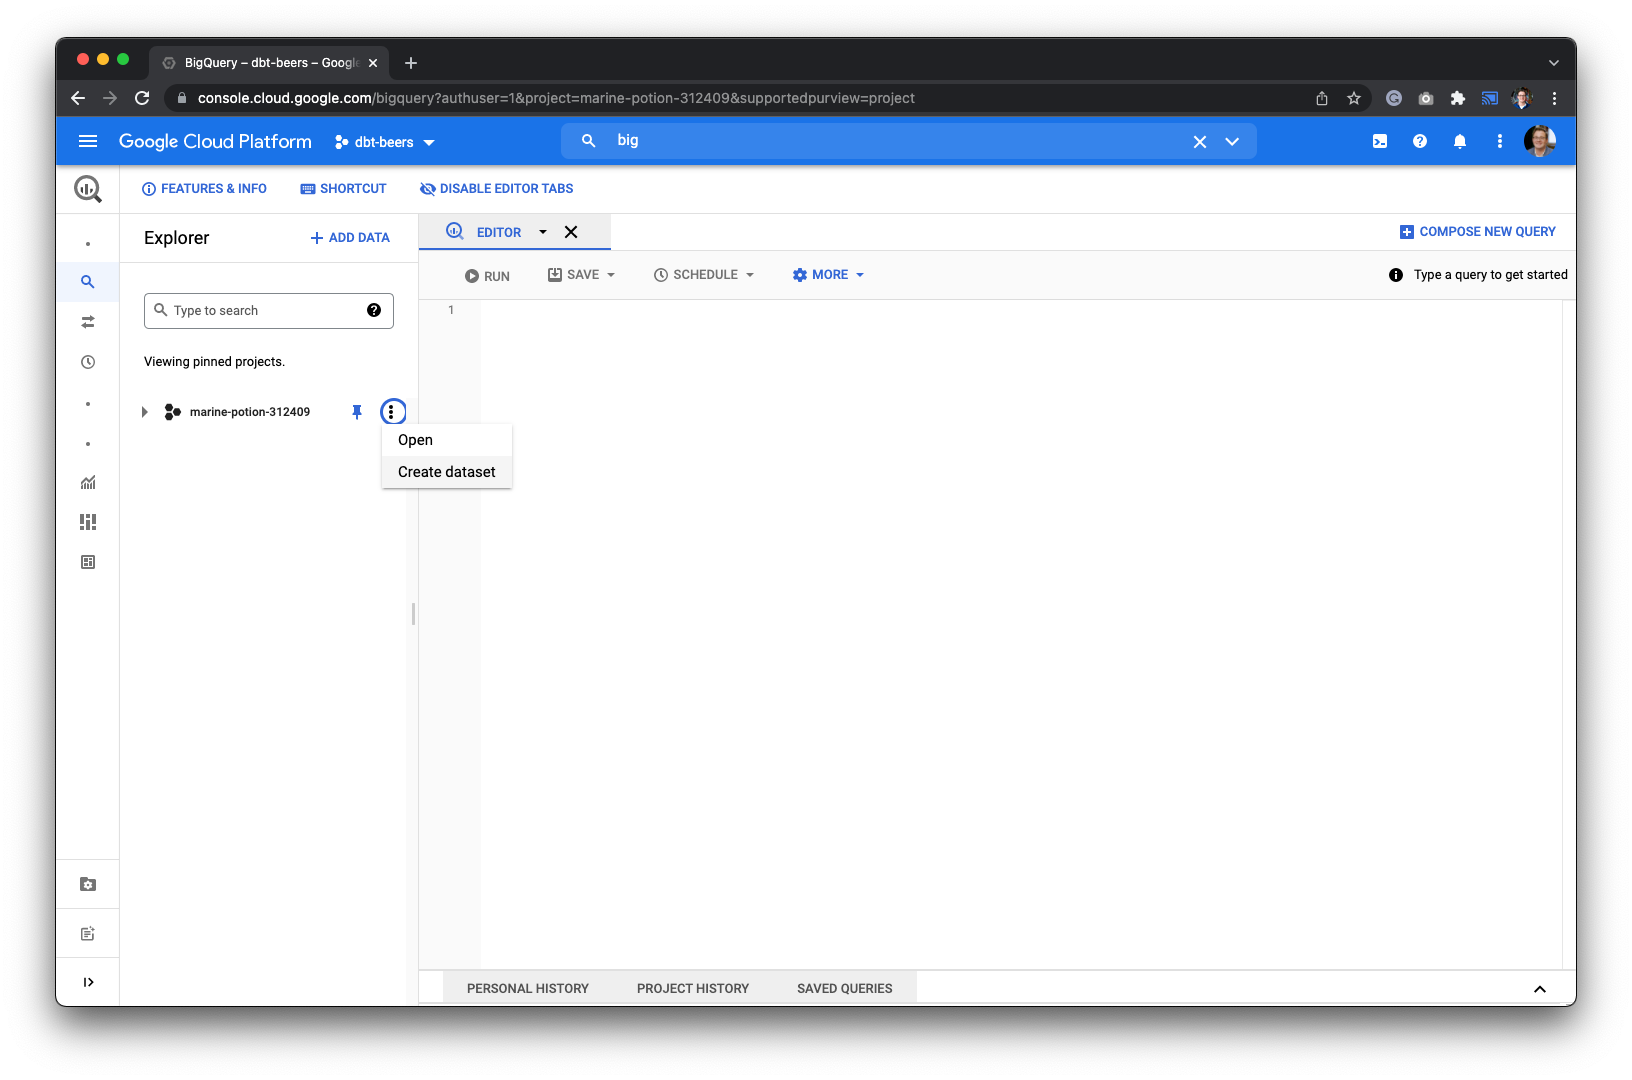 BigQuery – dbt-beers – Google
console.cloud.google.com/bigquery?authuser=1&project=marine-potion-312409&supportedpurview=project
Google Cloud Platform
dbt-beers
big
FEATURES & INFO
SHORTCUT
DISABLE EDITOR TABS
Explorer
ADD DATA
EDITOR
COMPOSE NEW QUERY
RUN
SAVE
SCHEDULE
MORE
Type a query to get started
Type to search
1
Viewing pinned projects.
marine-potion-312409
Open
Create dataset
PERSONAL HISTORY
PROJECT HISTORY
SAVED QUERIES